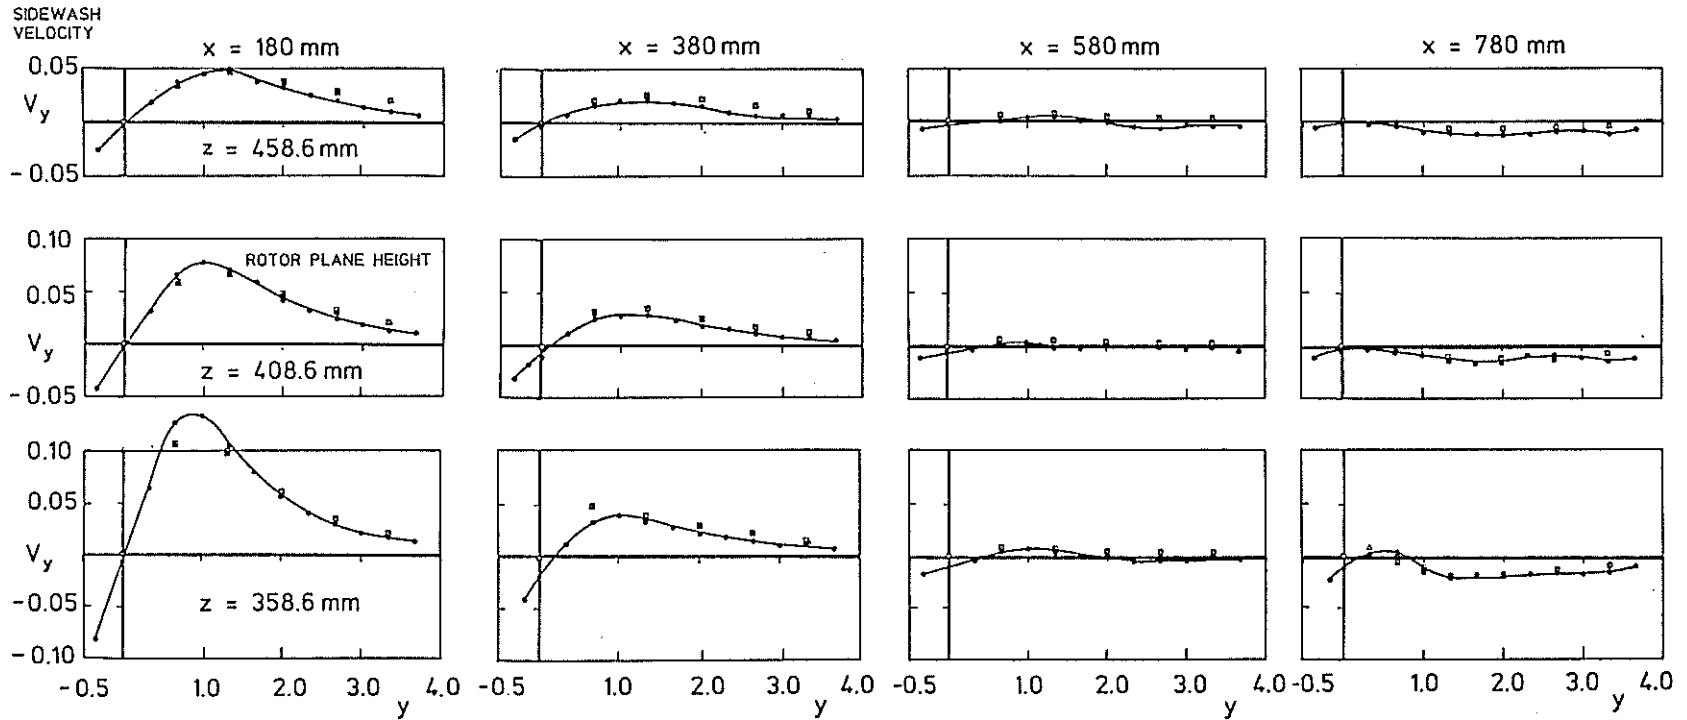 SIDEWASH
VELOCITY
x = 180 mm
x = 380 mm
x = 580 mm
x = 780 mm
0.05
Vy
z = 458.6 mm
-0.05
0.10
ROTOR PLANE HEIGHT
0.05
Vy
z = 408.6 mm
-0.05
0.10
0.05
Vy
-0.05
z = 358.6 mm
-0.10
-0.5 1.0 2.0 3.0 4.0 -0.5 1.0 2.0 3.0 4.0 -0.5 1.0 2.0 3.0 4.0 -0.5 1.0 2.0 3.0 4.0
y y y y